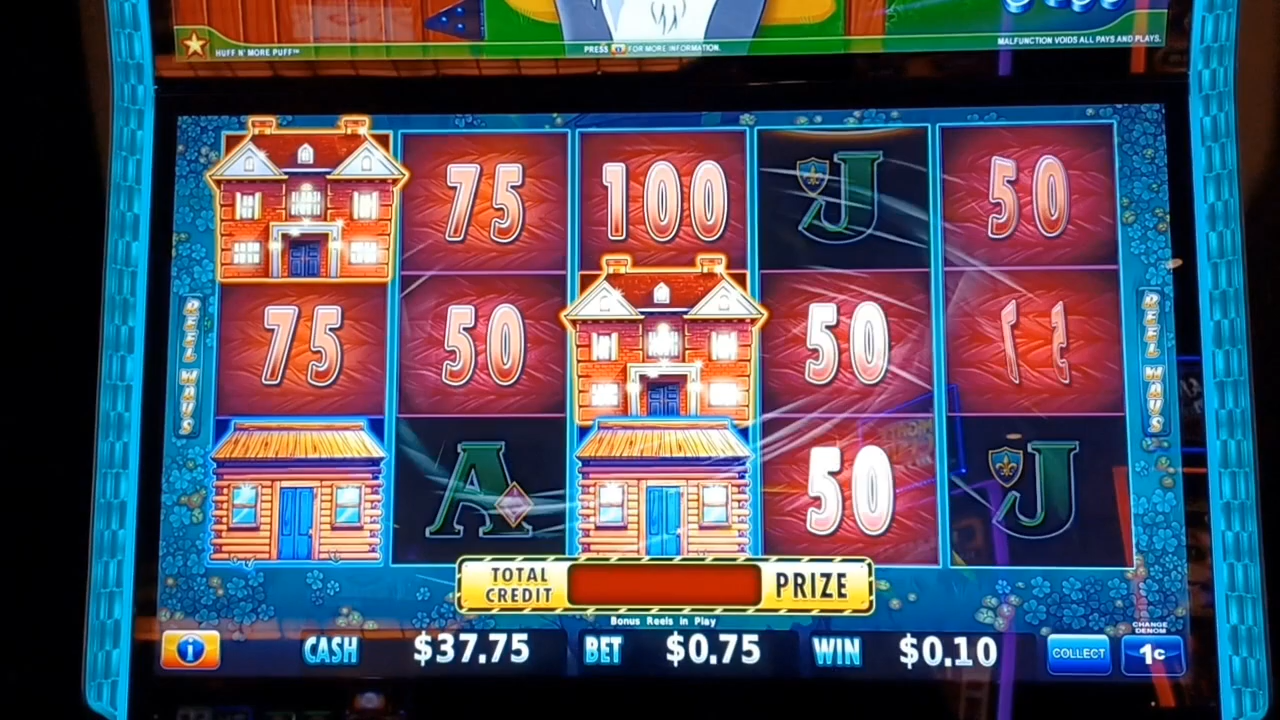 HUFF N' MORE PUFF™
PRESS i FOR MORE INFORMATION.
MALFUNCTION VOIDS ALL PAYS AND PLAYS.
75 100 J 50
REEL WAYS
75 50 50
REEL WAYS
A 50 J
TOTAL CREDIT PRIZE
Bonus Reels in Play
CHANGE DENOM
CASH $37.75 BET $0.75 WIN $0.10 COLLECT 1¢